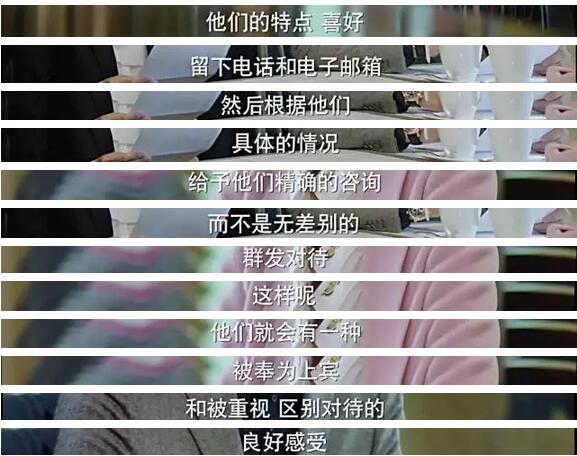 他们的特点 喜好
留下电话和电子邮箱
然后根据他们
具体的情况
给予他们精确的咨询
而不是无差别的
群发对待
这样呢
他们就会有一种
被奉为上宾
和被重视 区别对待的
良好感受